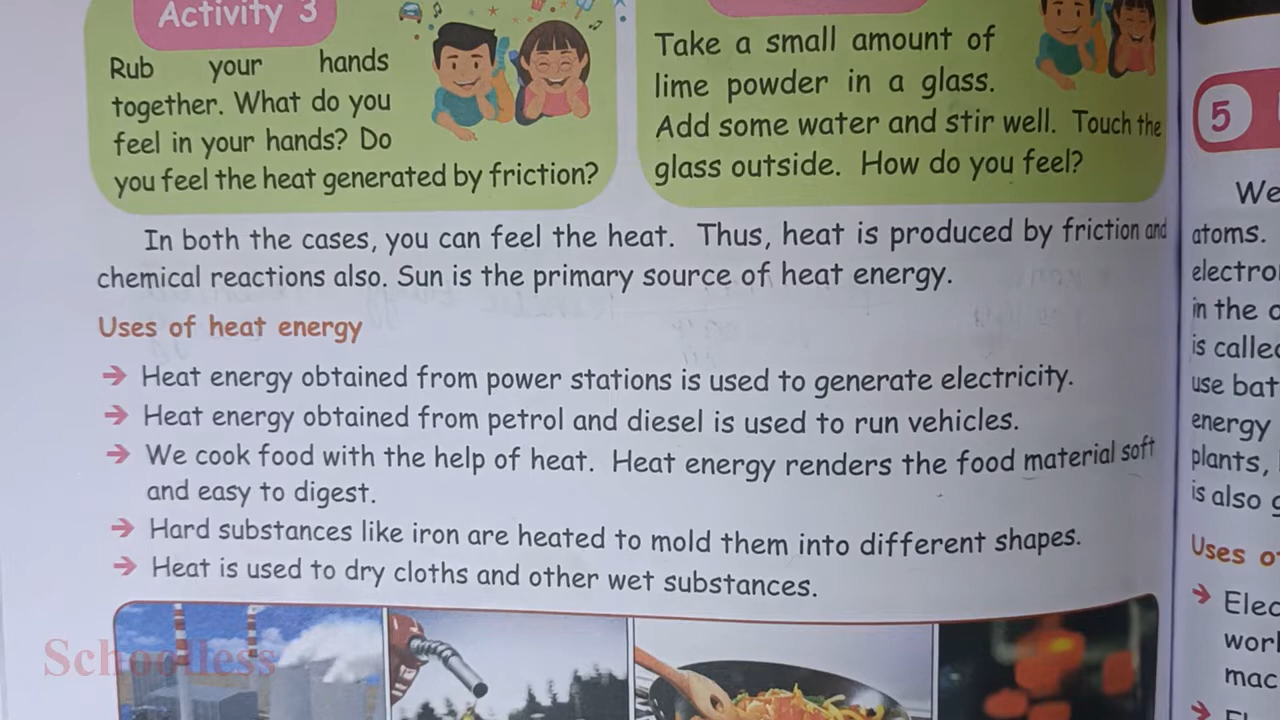 Activity 3
Rub your hands
together. What do you
feel in your hands? Do
you feel the heat generated by friction?
Take a small amount of
lime powder in a glass.
Add some water and stir well. Touch the
glass outside. How do you feel?
In both the cases, you can feel the heat. Thus, heat is produced by friction and
chemical reactions also. Sun is the primary source of heat energy.
Uses of heat energy
→ Heat energy obtained from power stations is used to generate electricity.
→ Heat energy obtained from petrol and diesel is used to run vehicles.
→ We cook food with the help of heat. Heat energy renders the food material soft
and easy to digest.
→ Hard substances like iron are heated to mold them into different shapes.
→ Heat is used to dry cloths and other wet substances.
Schoolless
5
We
atoms.
electro
in the
is calle
use bat
energy
plants,
is also
Uses o
→ Elec
work
mac